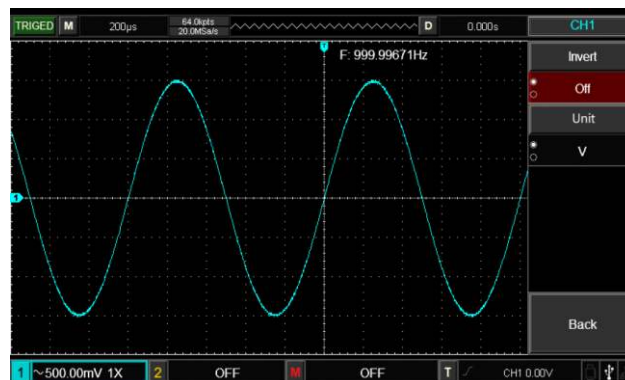 TRIGED M 200μs 64.0kpts 20.0MSa/s D 0.000s CH1
T
F: 999.99671Hz
Invert
Off
Unit
V
1
Back
1 ~500.00mV 1X 2 OFF M OFF T CH1 0.00V